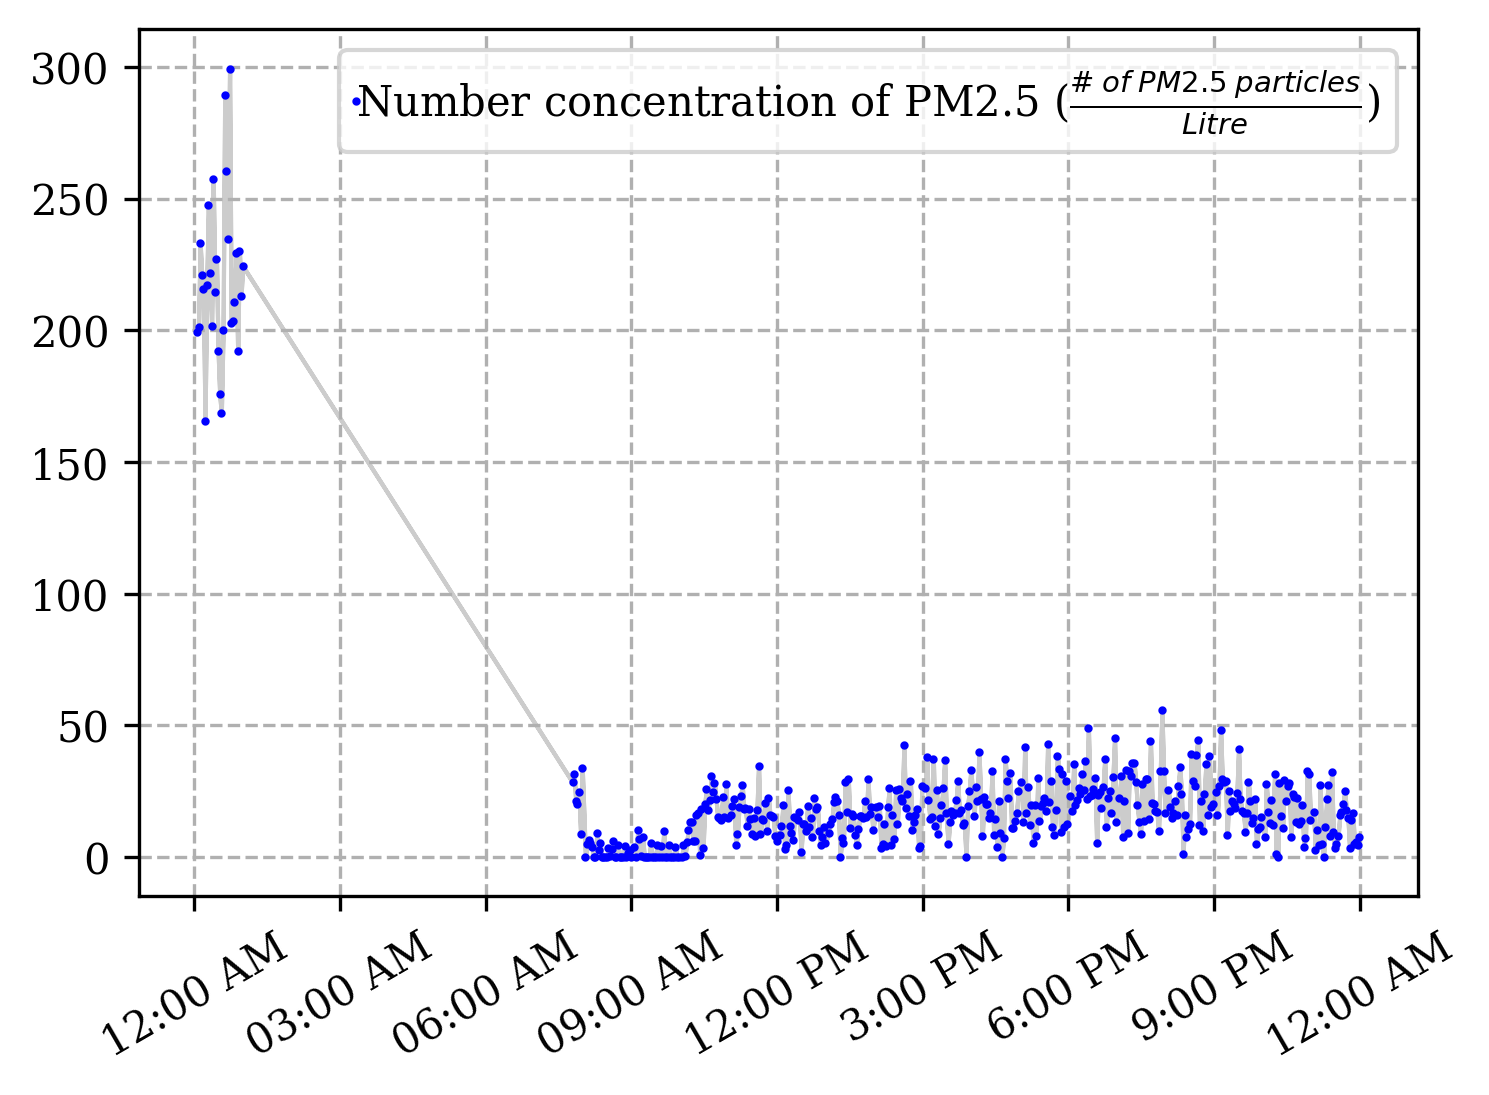 300
250
200
150
100
50
0
Number concentration of PM2.5 (# of PM2.5 particles
Litre)
12:00 AM
03:00 AM
06:00 AM
09:00 AM
12:00 PM
3:00 PM
6:00 PM
9:00 PM
12:00 AM